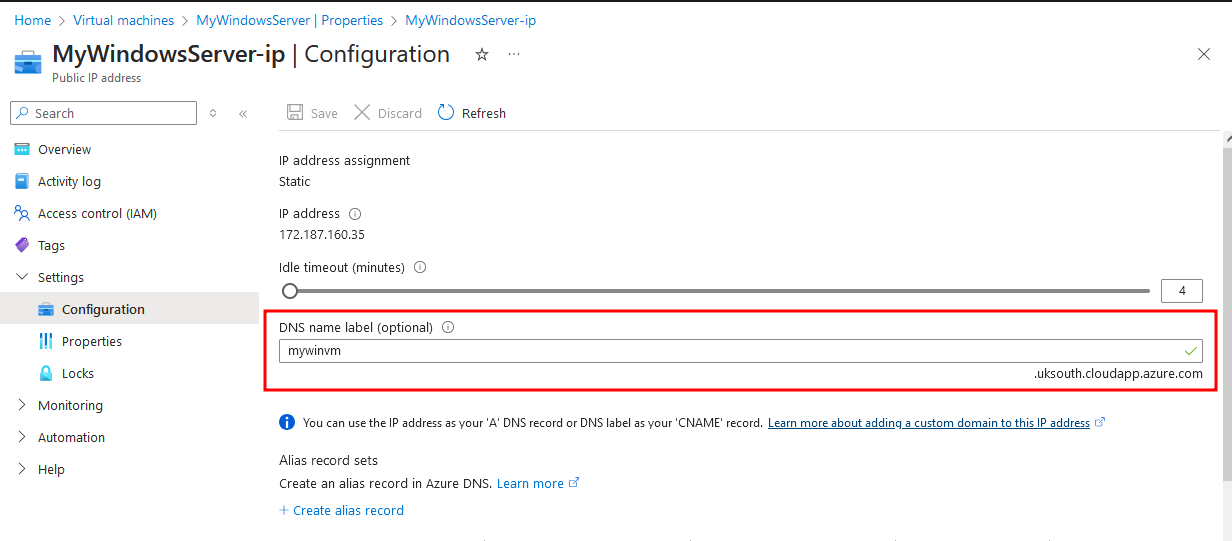 Home > Virtual machines > MyWindowsServer | Properties > MyWindowsServer-ip
MyWindowsServer-ip | Configuration
Public IP address
Search
Save Discard Refresh
Overview
Activity log
Access control (IAM)
Tags
Settings
Configuration
Properties
Locks
Monitoring
Automation
Help
IP address assignment
Static
IP address
172.187.160.35
Idle timeout (minutes)
4
DNS name label (optional)
mywinvm
.uksouth.cloudapp.azure.com
You can use the IP address as your 'A' DNS record or DNS label as your 'CNAME' record. Learn more about adding a custom domain to this IP address
Alias record sets
Create an alias record in Azure DNS. Learn more
+ Create alias record